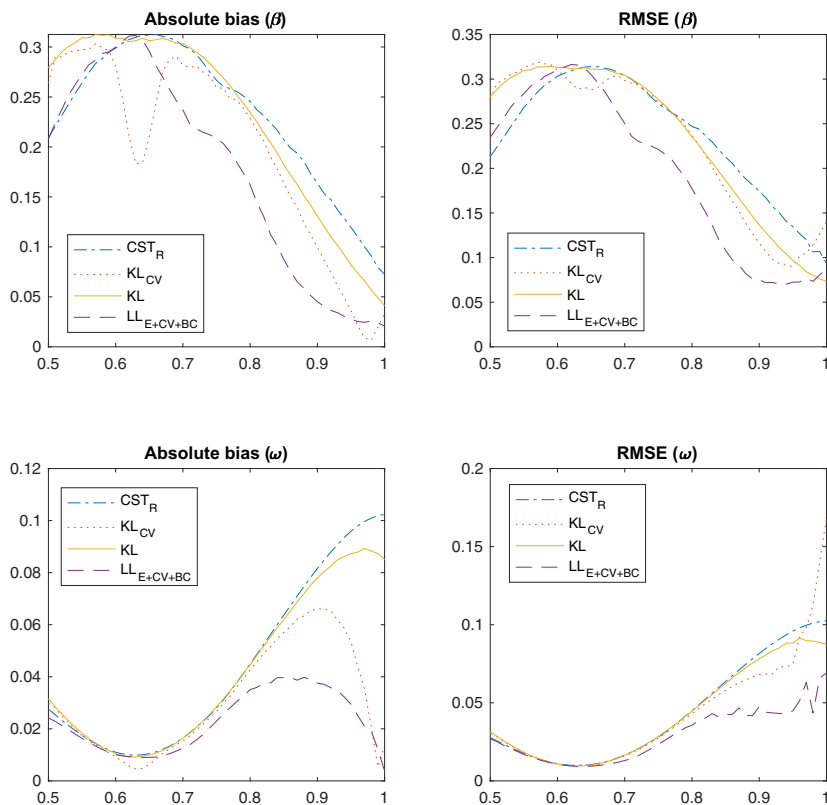 Absolute bias (β)
0.3
0.25
0.2
0.15
0.1
0.05
0
0.5 0.6 0.7 0.8 0.9 1
CST_R
KL_CV
KL
LL_E+CV+BC
RMSE (β)
0.35
0.3
0.25
0.2
0.15
0.1
0.05
0
0.5 0.6 0.7 0.8 0.9 1
CST_R
KL_CV
KL
LL_E+CV+BC
Absolute bias (ω)
0.12
0.1
0.08
0.06
0.04
0.02
0
0.5 0.6 0.7 0.8 0.9 1
CST_R
KL_CV
KL
LL_E+CV+BC
RMSE (ω)
0.2
0.15
0.1
0.05
0
0.5 0.6 0.7 0.8 0.9 1
CST_R
KL_CV
KL
LL_E+CV+BC